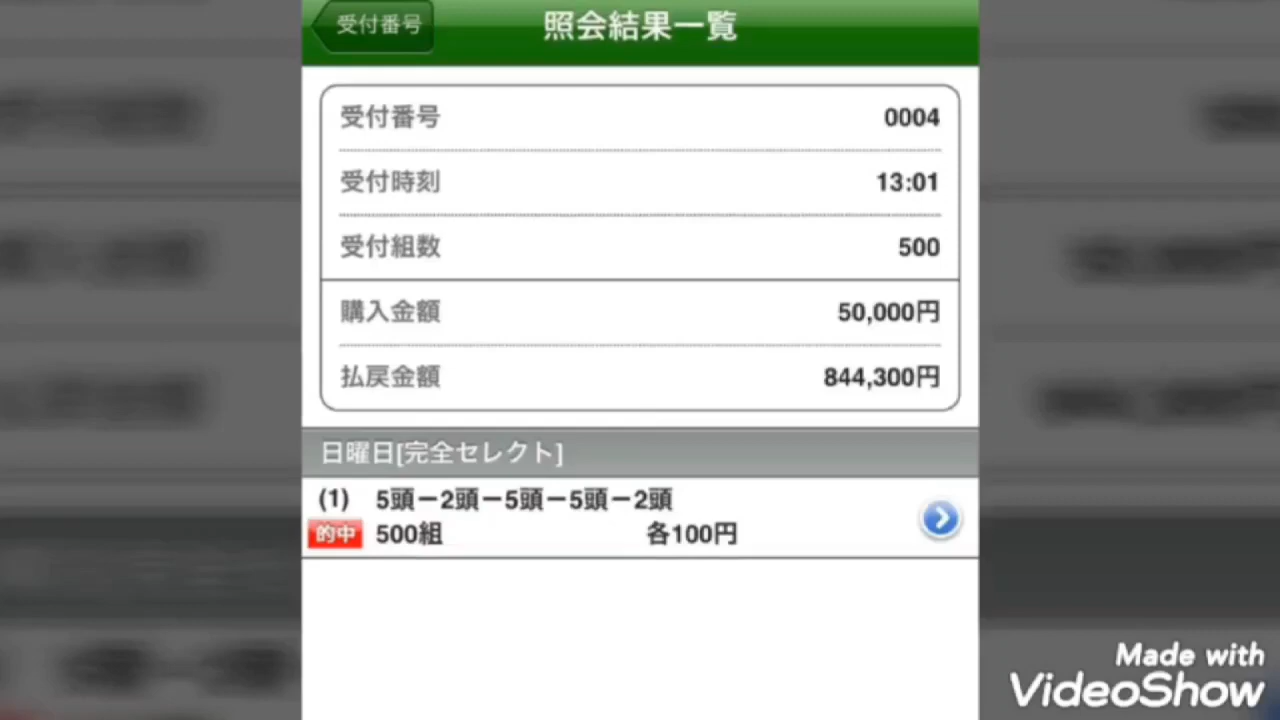 受付番号
照会結果一覧
受付番号 0004
受付時刻 13:01
受付組数 500
購入金額 50,000円
払戻金額 844,300円
日曜日[完全セレクト]
(1) 5頭－2頭－5頭－5頭－2頭
的中 500組 各100円
Made with
VideoShow